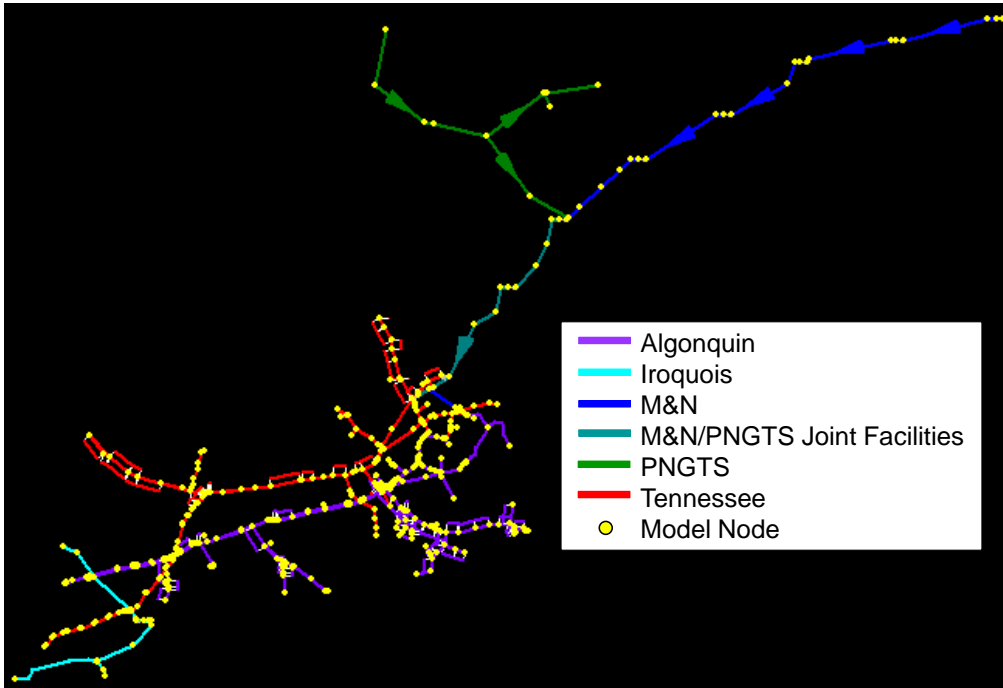 Algonquin
Iroquois
M&N
M&N/PNGTS Joint Facilities
PNGTS
Tennessee
Model Node